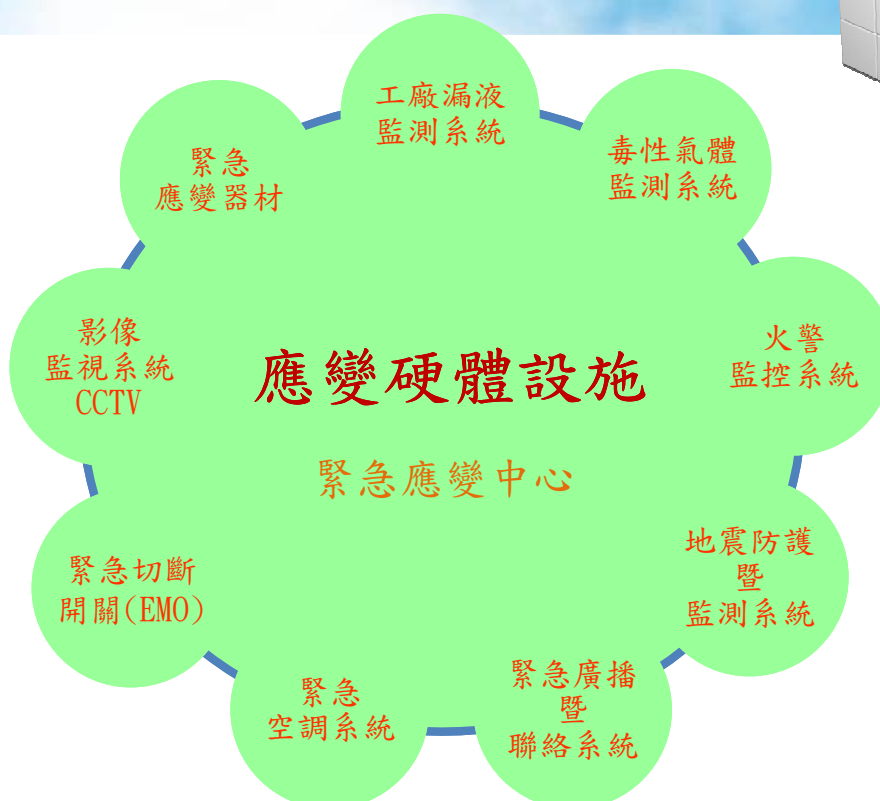 工廠漏液
監測系統
毒性氣體
監測系統
火警
監控系統
地震防護
暨
監測系統
緊急廣播
暨
聯絡系統
緊急
空調系統
緊急切斷
開關(EMO)
影像
監視系統
CCTV
緊急
應變器材
應變硬體設施
緊急應變中心